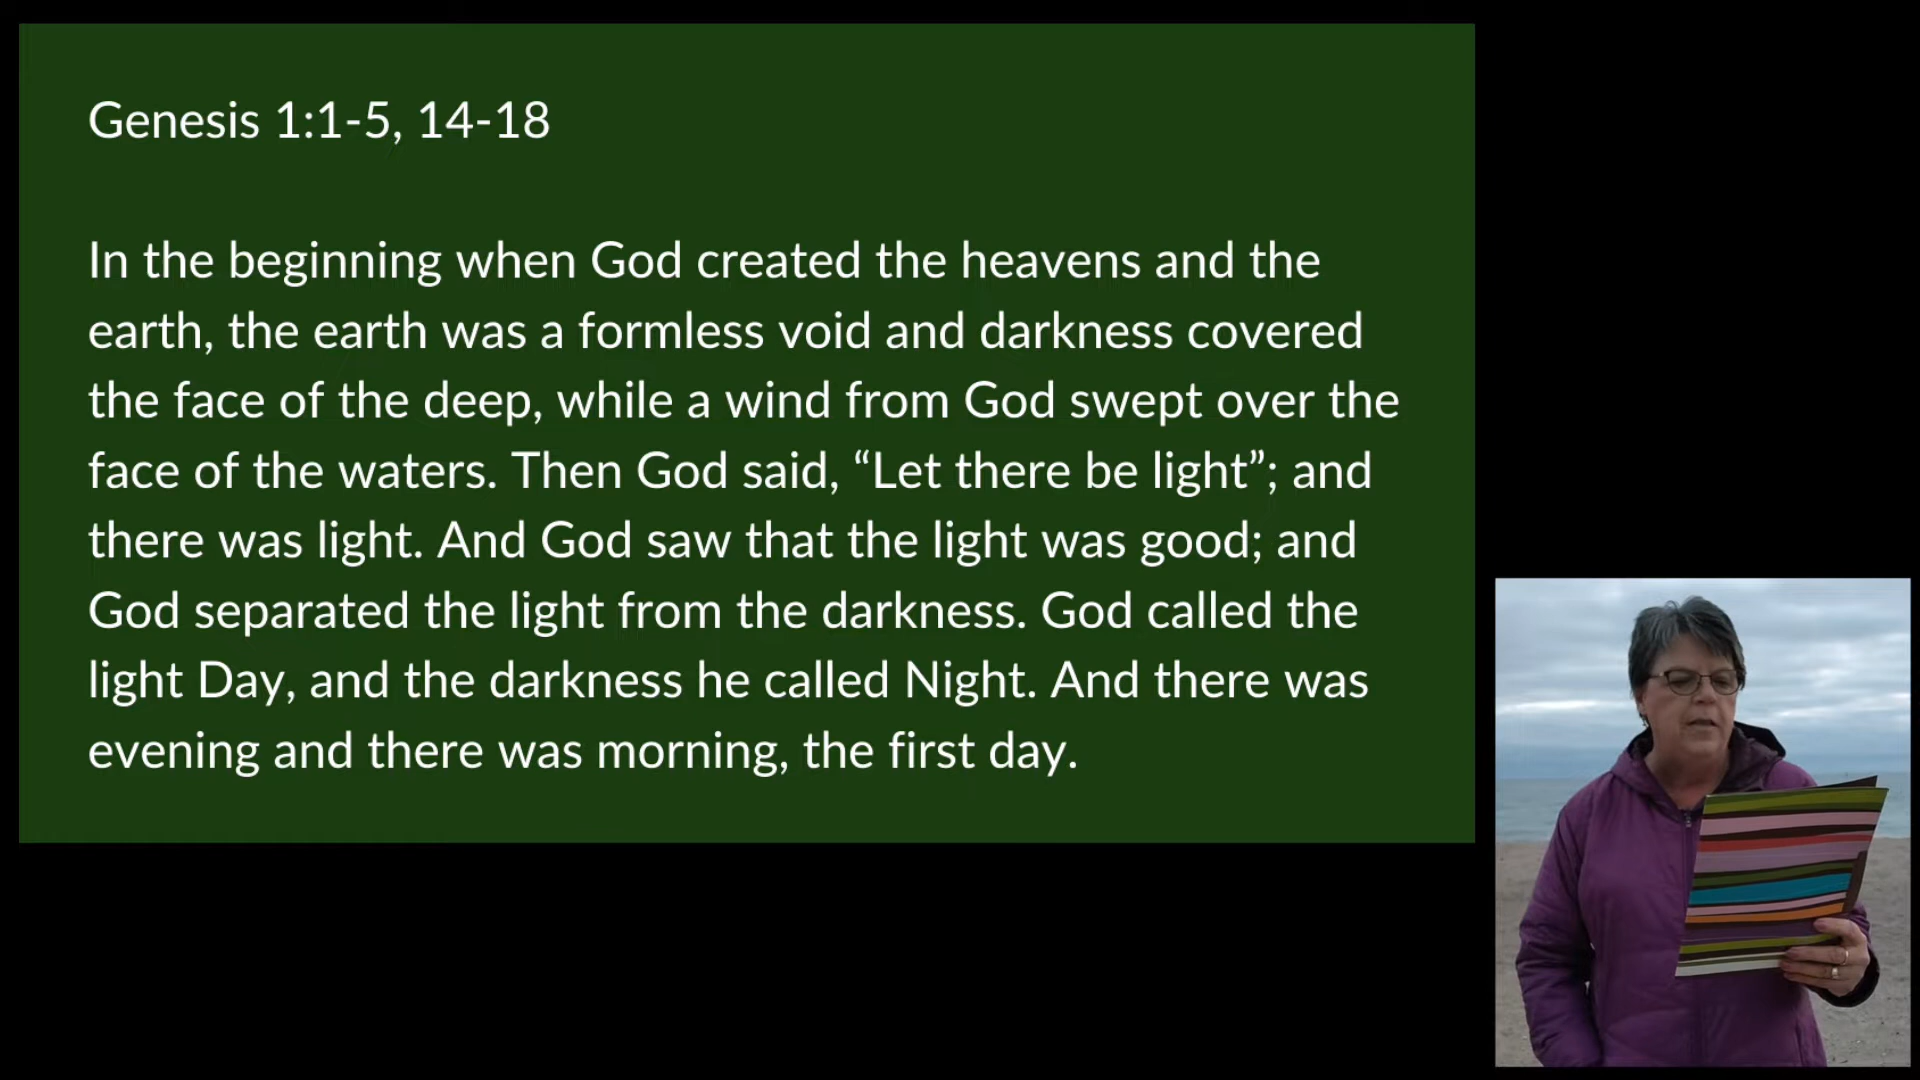 Genesis 1:1-5, 14-18
In the beginning when God created the heavens and the
earth, the earth was a formless void and darkness covered
the face of the deep, while a wind from God swept over the
face of the waters. Then God said, “Let there be light”; and
there was light. And God saw that the light was good; and
God separated the light from the darkness. God called the
light Day, and the darkness he called Night. And there was
evening and there was morning, the first day.